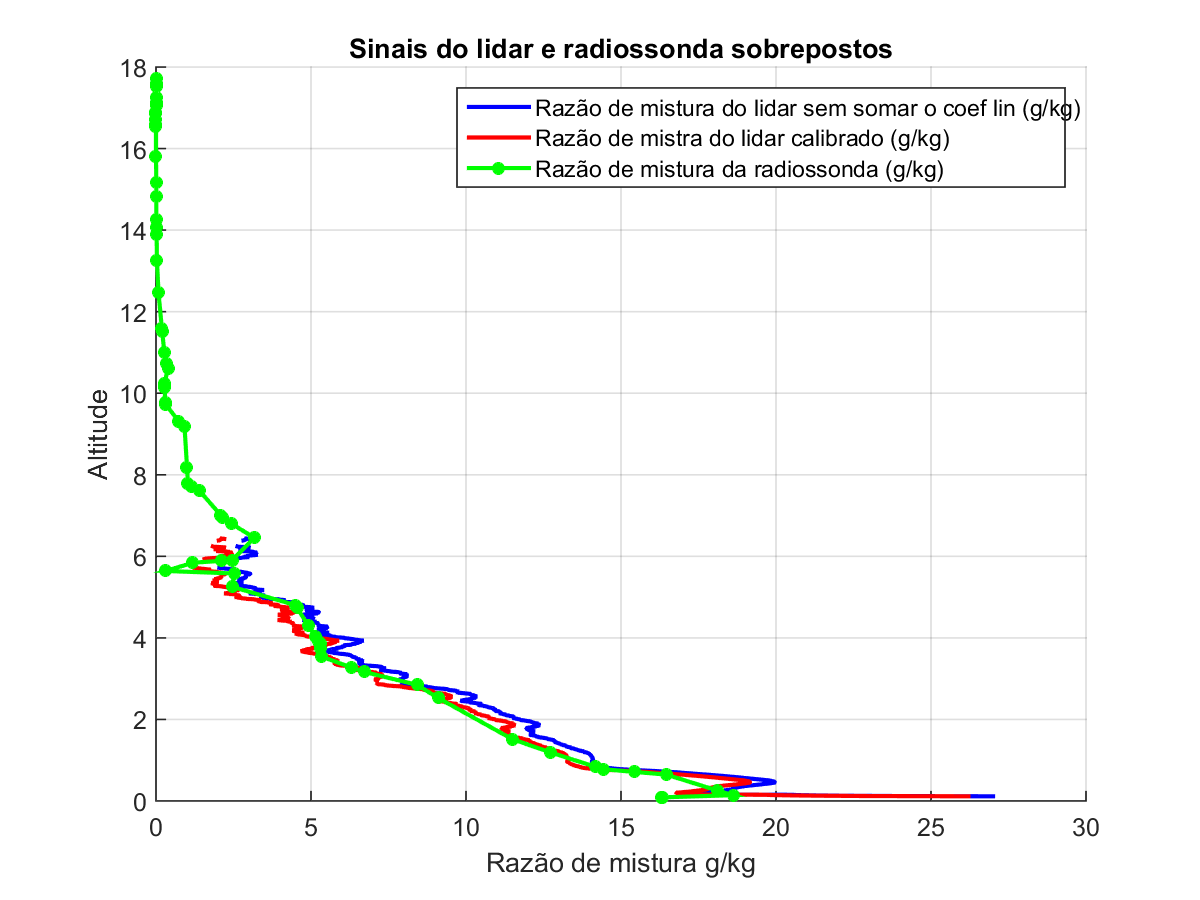 Sinais do lidar e radiossonda sobrepostos
Razão de mistura do lidar sem somar o coef lin (g/kg)
Razão de mistra do lidar calibrado (g/kg)
Razão de mistura da radiossonda (g/kg)
Altitude
18
16
14
12
10
8
6
4
2
0
0 5 10 15 20 25 30
Razão de mistura g/kg